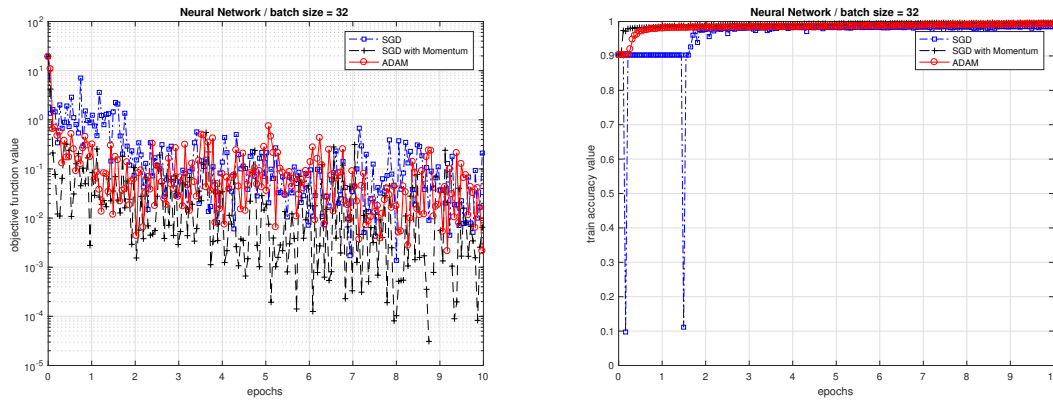 Neural Network / batch size = 32
SGD
SGD with Momentum
ADAM
objective function value
10^2
10^1
10^0
10^-1
10^-2
10^-3
10^-4
10^-5
0 1 2 3 4 5 6 7 8 9 10
epochs
Neural Network / batch size = 32
SGD
SGD with Momentum
ADAM
train accuracy value
1
0.9
0.8
0.7
0.6
0.5
0.4
0.3
0.2
0.1
0
0 1 2 3 4 5 6 7 8 9 10
epochs